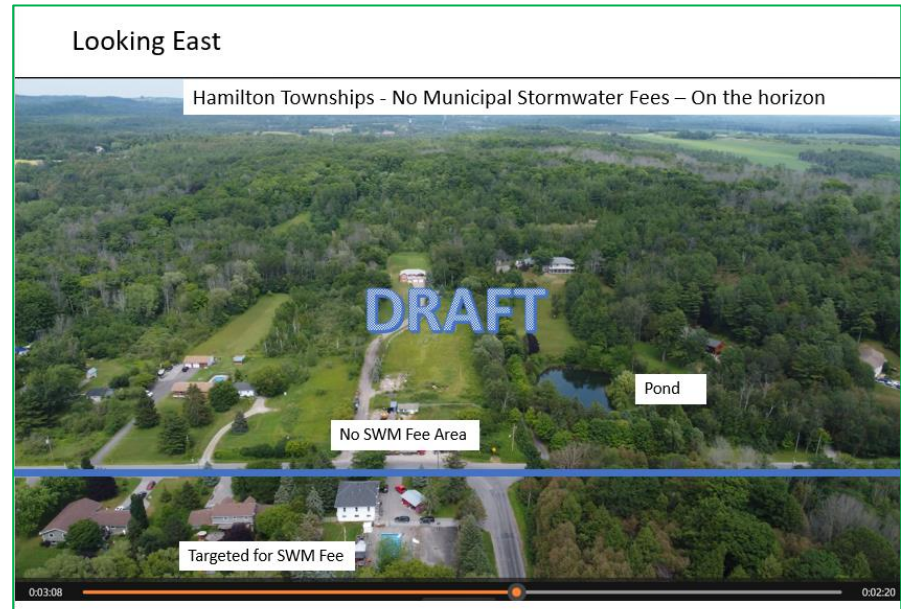 Looking East
Hamilton Townships - No Municipal Stormwater Fees – On the horizon
DRAFT
Pond
No SWM Fee Area
Targeted for SWM Fee
0:03:08
0:02:20